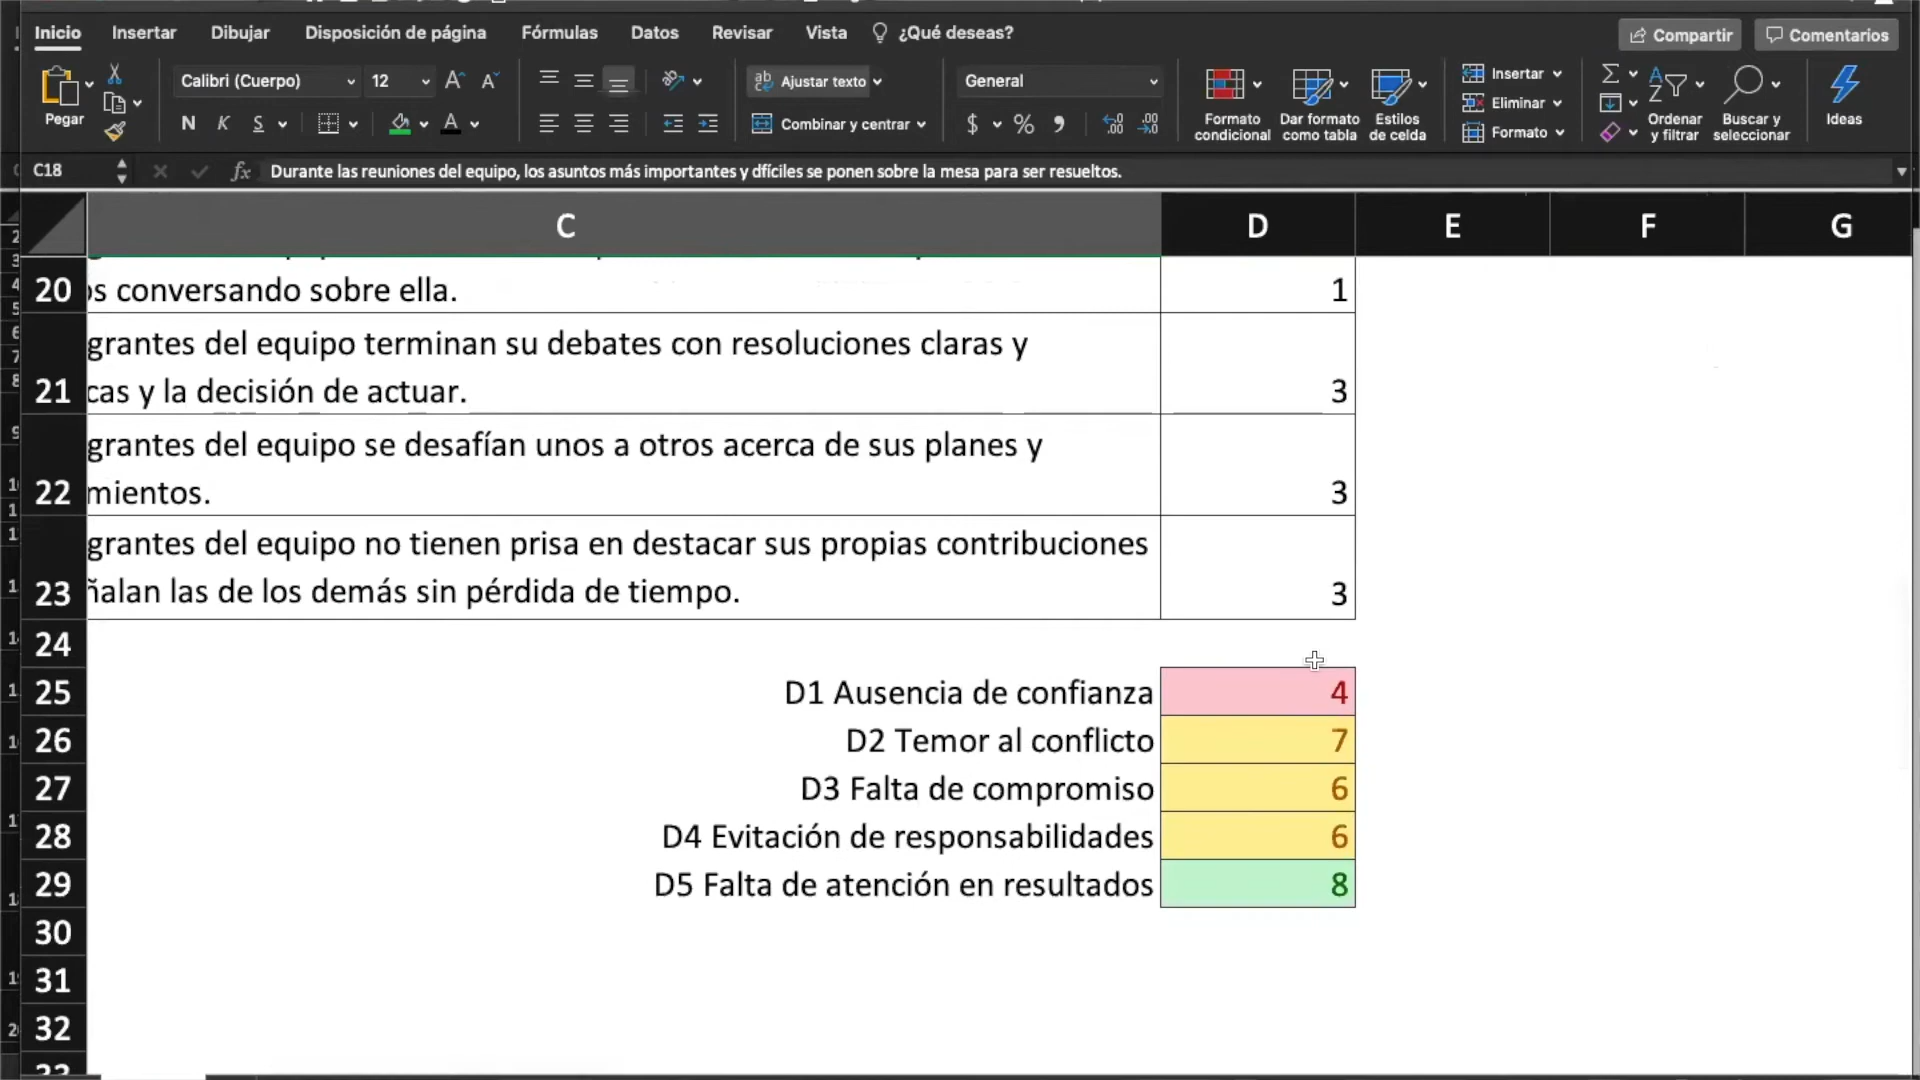 Inicio Insertar Dibujar Disposición de página Fórmulas Datos Revisar Vista ¿Qué deseas? Compartir Comentarios
Pegar
Calibri (Cuerpo) 12 A A
N K S A
ab Ajustar texto
Combinar y centrar
General
$ % 9
Formato condicional
Dar formato como tabla
Estilos de celda
Insertar
Eliminar
Formato
Ordenar y filtrar
Buscar y seleccionar
Ideas
C18 fx Durante las reuniones del equipo, los asuntos más importantes y dfíciles se ponen sobre la mesa para ser resueltos.
C D E F G
20 os conversando sobre ella. 1
grantes del equipo terminan su debates con resoluciones claras y
21 cas y la decisión de actuar. 3
grantes del equipo se desafían unos a otros acerca de sus planes y
22 mientos. 3
grantes del equipo no tienen prisa en destacar sus propias contribuciones
23 ñalan las de los demás sin pérdida de tiempo. 3
24
25 D1 Ausencia de confianza 4
26 D2 Temor al conflicto 7
27 D3 Falta de compromiso 6
28 D4 Evitación de responsabilidades 6
29 D5 Falta de atención en resultados 8
30
31
32